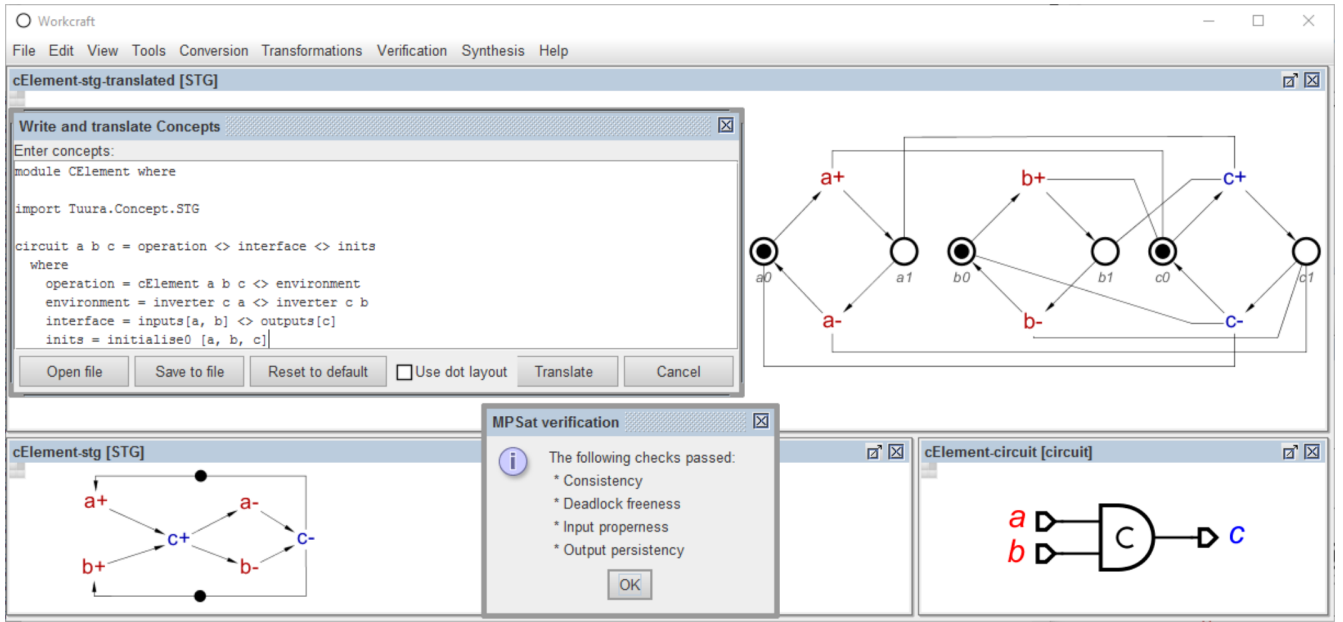 Workcraft
File Edit View Tools Conversion Transformations Verification Synthesis Help
cElement-stg-translated [STG]
Write and translate Concepts
Enter concepts:
module CElement where
import Tuura.Concept.STG
circuit a b c = operation <> interface <> inits
where
operation = cElement a b c <> environment
environment = inverter c a <> inverter c b
interface = inputs[a, b] <> outputs[c]
inits = initialise0 [a, b, c]
Open file Save to file Reset to default Use dot layout Translate Cancel
a+ b+ c+
a0 a1 b0 b1 c0 c1
a- b- c-
MPSat verification
The following checks passed:
* Consistency
* Deadlock freeness
* Input properness
* Output persistency
OK
cElement-stg [STG]
a+ a-
c+ c-
b+ b-
cElement-circuit [circuit]
a
b
C
c